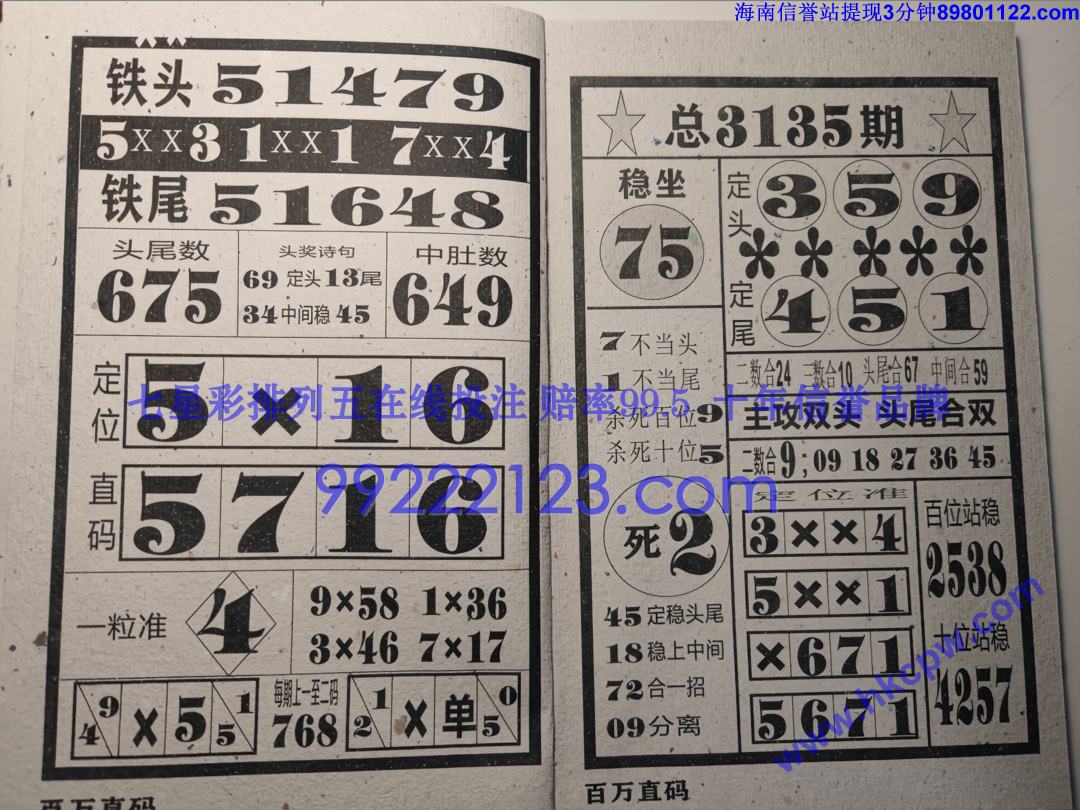 海南信誉站提现3分钟89801122.com
铁头 51479
5xx3 1xx1 7xx4
铁尾 51648
头尾数
675
头奖诗句
69 定头 13尾
34 中间稳 45
中肚数
649
定位
5×16
直码
5716
一粒准
4
9×58 1×36
3×46 7×17
4 9 × 5 5 1
每期上一至二码
768
2 1 × 单 5 0
百万直码
总3135期
稳坐
75
定头
3 5 9
* * * * *
定尾
4 5 1
7 不当头
1 不当尾
杀死百位9
杀死十位5
二数合24 三数合10 头尾合67 中间合59
主攻双头 头尾合双
二数合9;09 18 27 36 45
死2
45 定稳头尾
18 稳上中间
72 合一招
09 分离
定位准
3××4
5××1
×671
5671
百位站稳
2538
十位站稳
4257
百万直码
七星彩排列五在线投注 赔率99.5 十年信誉品牌
99222123.com
www.hkcpw.com